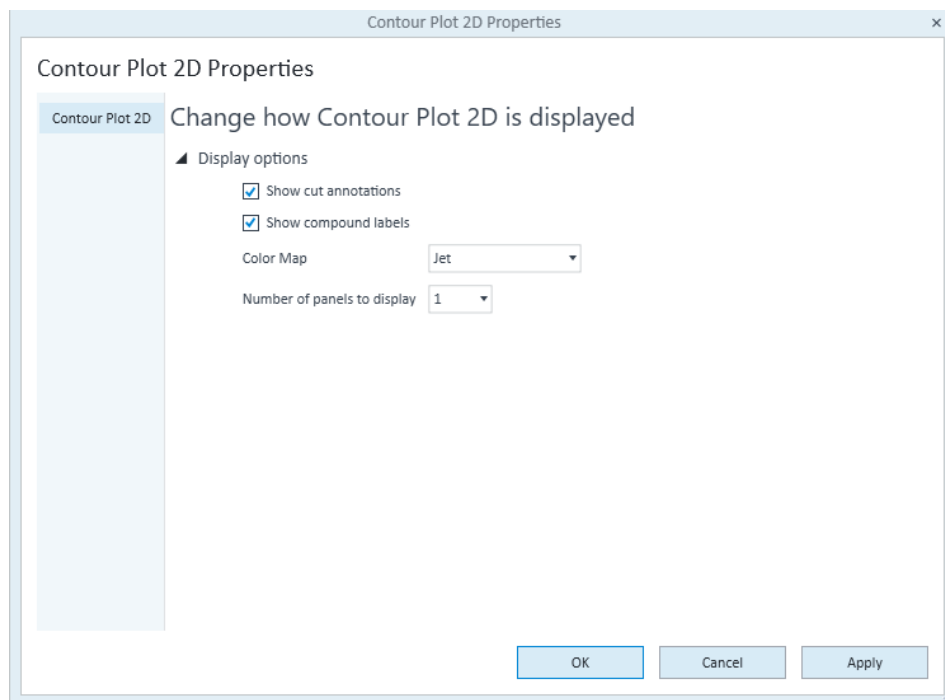 Contour Plot 2D Properties
×
Contour Plot 2D Properties
Contour Plot 2D
Change how Contour Plot 2D is displayed
Display options
Show cut annotations
Show compound labels
Color Map Jet
Number of panels to display 1
OK Cancel Apply